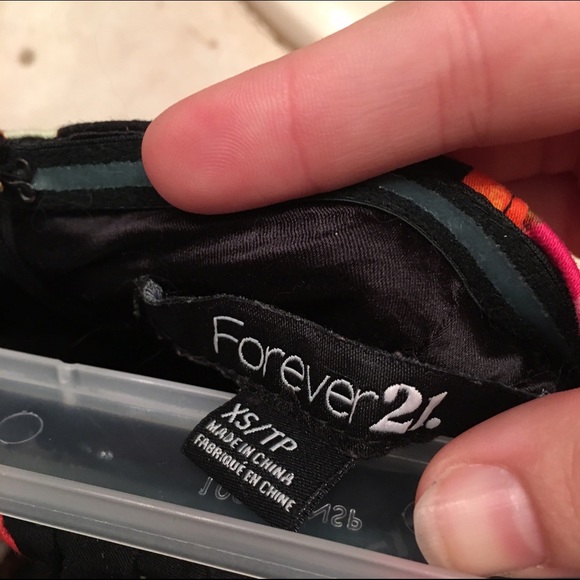 Forever 21.
XS/TP
MADE IN CHINA
FABRIQUÉ EN CHINE